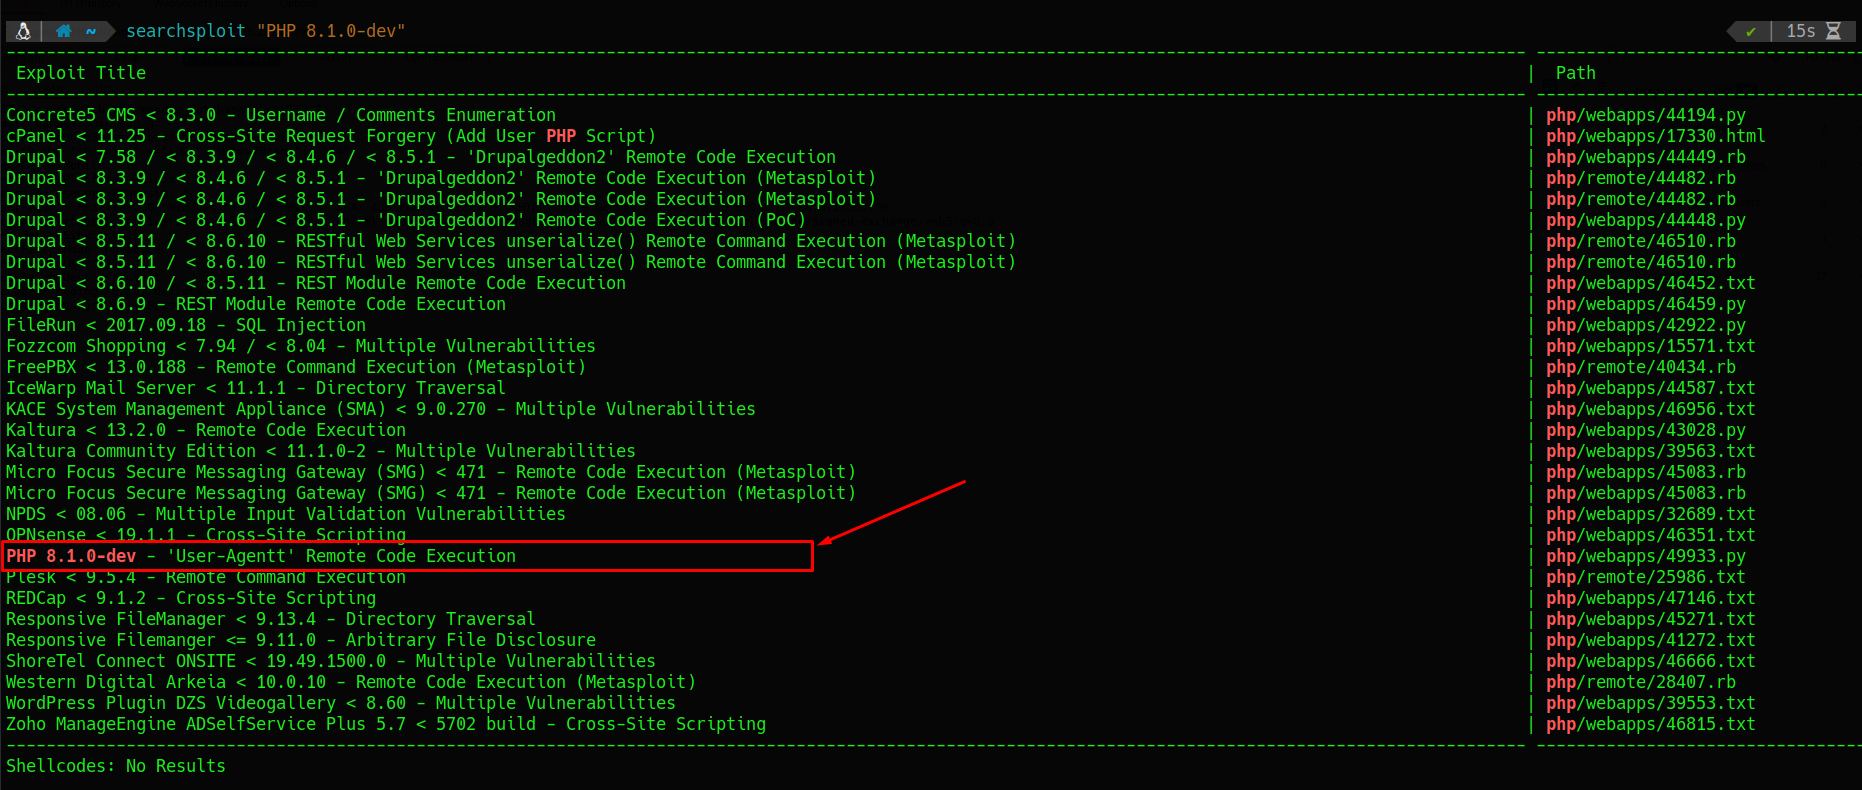 ~ searchsploit "PHP 8.1.0-dev" ✔ 15s
Exploit Title | Path
Concrete5 CMS < 8.3.0 - Username / Comments Enumeration | php/webapps/44194.py
cPanel < 11.25 - Cross-Site Request Forgery (Add User PHP Script) | php/webapps/17330.html
Drupal < 7.58 / < 8.3.9 / < 8.4.6 / < 8.5.1 - 'Drupalgeddon2' Remote Code Execution | php/webapps/44449.rb
Drupal < 8.3.9 / < 8.4.6 / < 8.5.1 - 'Drupalgeddon2' Remote Code Execution (Metasploit) | php/remote/44482.rb
Drupal < 8.3.9 / < 8.4.6 / < 8.5.1 - 'Drupalgeddon2' Remote Code Execution (Metasploit) | php/remote/44482.rb
Drupal < 8.3.9 / < 8.4.6 / < 8.5.1 - 'Drupalgeddon2' Remote Code Execution (PoC) | php/webapps/44448.py
Drupal < 8.5.11 / < 8.6.10 - RESTful Web Services unserialize() Remote Command Execution (Metasploit) | php/remote/46510.rb
Drupal < 8.5.11 / < 8.6.10 - RESTful Web Services unserialize() Remote Command Execution (Metasploit) | php/remote/46510.rb
Drupal < 8.6.10 / < 8.5.11 - REST Module Remote Code Execution | php/webapps/46452.txt
Drupal < 8.6.9 - REST Module Remote Code Execution | php/webapps/46459.py
FileRun < 2017.09.18 - SQL Injection | php/webapps/42922.py
Fozzcom Shopping < 7.94 / < 8.04 - Multiple Vulnerabilities | php/webapps/15571.txt
FreePBX < 13.0.188 - Remote Command Execution (Metasploit) | php/remote/40434.rb
IceWarp Mail Server < 11.1.1 - Directory Traversal | php/webapps/44587.txt
KACE System Management Appliance (SMA) < 9.0.270 - Multiple Vulnerabilities | php/webapps/46956.txt
Kaltura < 13.2.0 - Remote Code Execution | php/webapps/43028.py
Kaltura Community Edition < 11.1.0-2 - Multiple Vulnerabilities | php/webapps/39563.txt
Micro Focus Secure Messaging Gateway (SMG) < 471 - Remote Code Execution (Metasploit) | php/webapps/45083.rb
Micro Focus Secure Messaging Gateway (SMG) < 471 - Remote Code Execution (Metasploit) | php/webapps/45083.rb
NPDS < 08.06 - Multiple Input Validation Vulnerabilities | php/webapps/32689.txt
OPNsense < 19.1.1 - Cross-Site Scripting | php/webapps/46351.txt
PHP 8.1.0-dev - 'User-Agentt' Remote Code Execution | php/webapps/49933.py
Plesk < 9.5.4 - Remote Command Execution | php/remote/25986.txt
REDCap < 9.1.2 - Cross-Site Scripting | php/webapps/47146.txt
Responsive FileManager < 9.13.4 - Directory Traversal | php/webapps/45271.txt
Responsive Filemanger <= 9.11.0 - Arbitrary File Disclosure | php/webapps/41272.txt
ShoreTel Connect ONSITE < 19.49.1500.0 - Multiple Vulnerabilities | php/webapps/46666.txt
Western Digital Arkeia < 10.0.10 - Remote Code Execution (Metasploit) | php/remote/28407.rb
WordPress Plugin DZS Videogallery < 8.60 - Multiple Vulnerabilities | php/webapps/39553.txt
Zoho ManageEngine ADSelfService Plus 5.7 < 5702 build - Cross-Site Scripting | php/webapps/46815.txt
Shellcodes: No Results